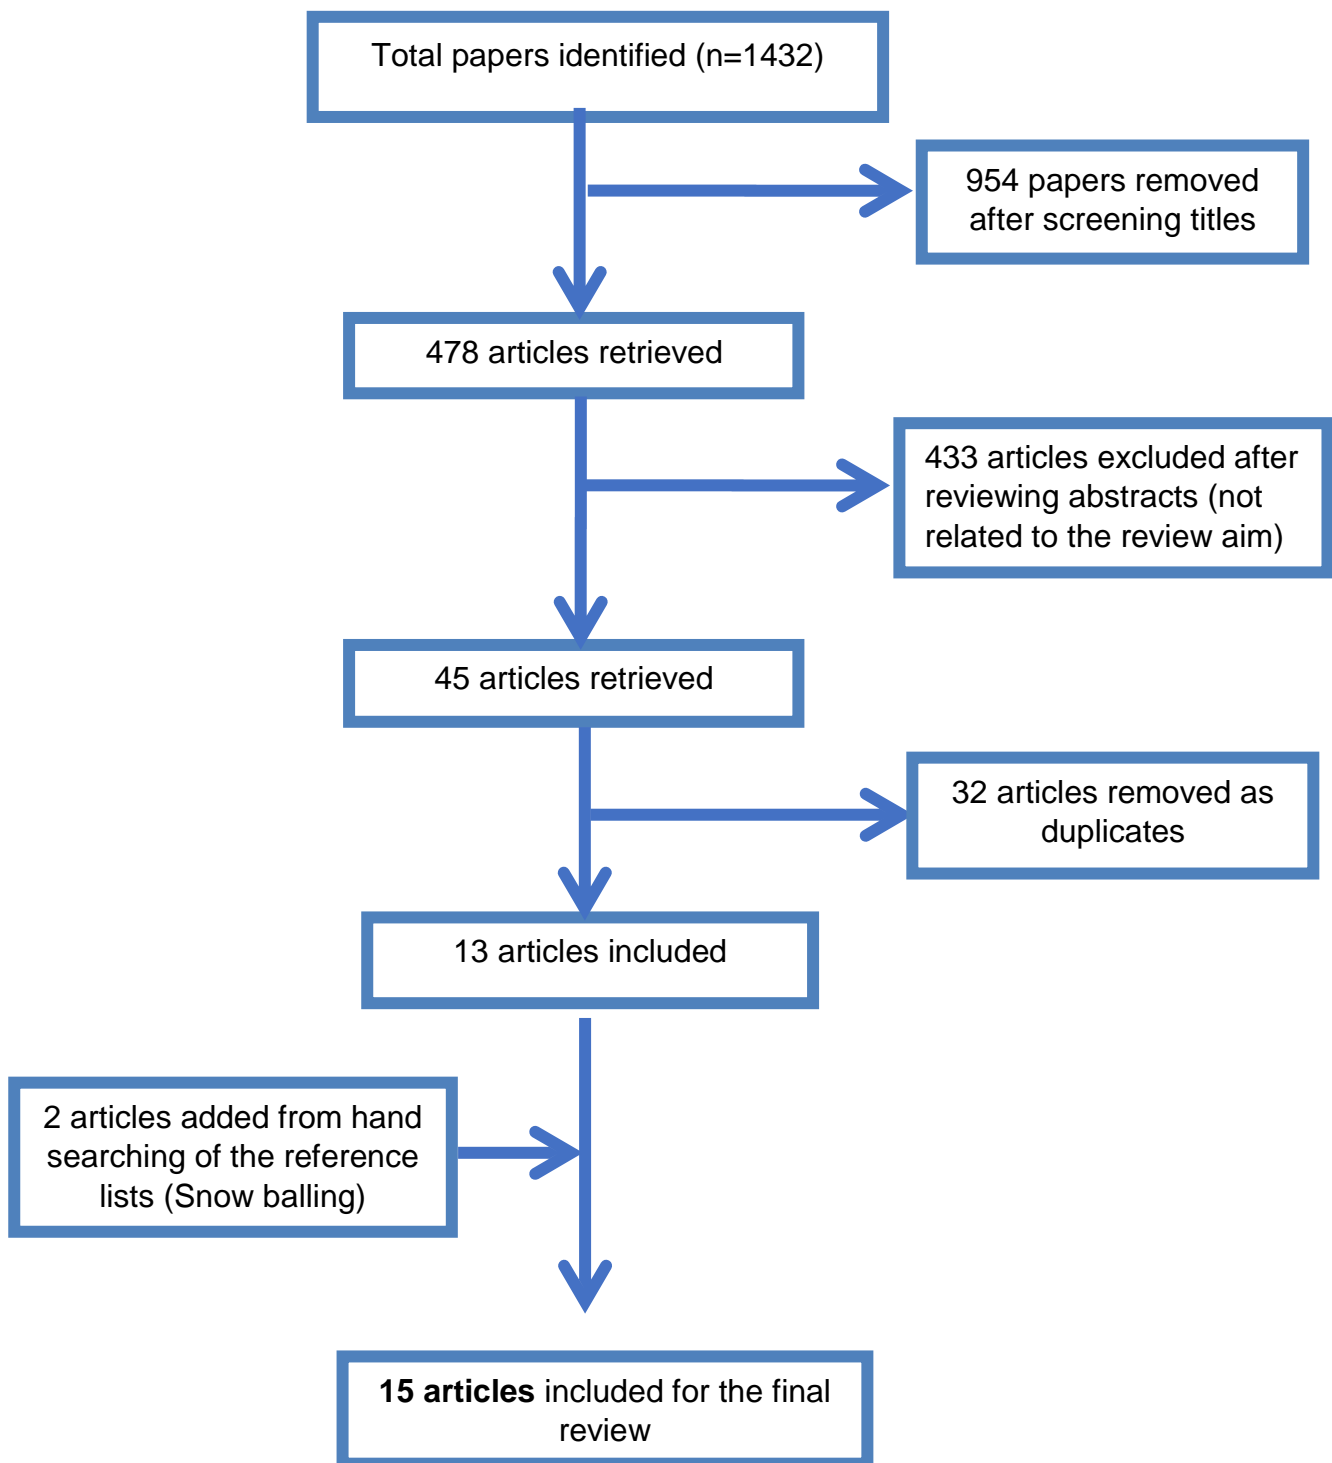 Total papers identified (n=1432)
954 papers removed
after screening titles
478 articles retrieved
433 articles excluded after
reviewing abstracts (not
related to the review aim)
45 articles retrieved
32 articles removed as
duplicates
13 articles included
2 articles added from hand
searching of the reference
lists (Snow balling)
15 articles included for the final
review